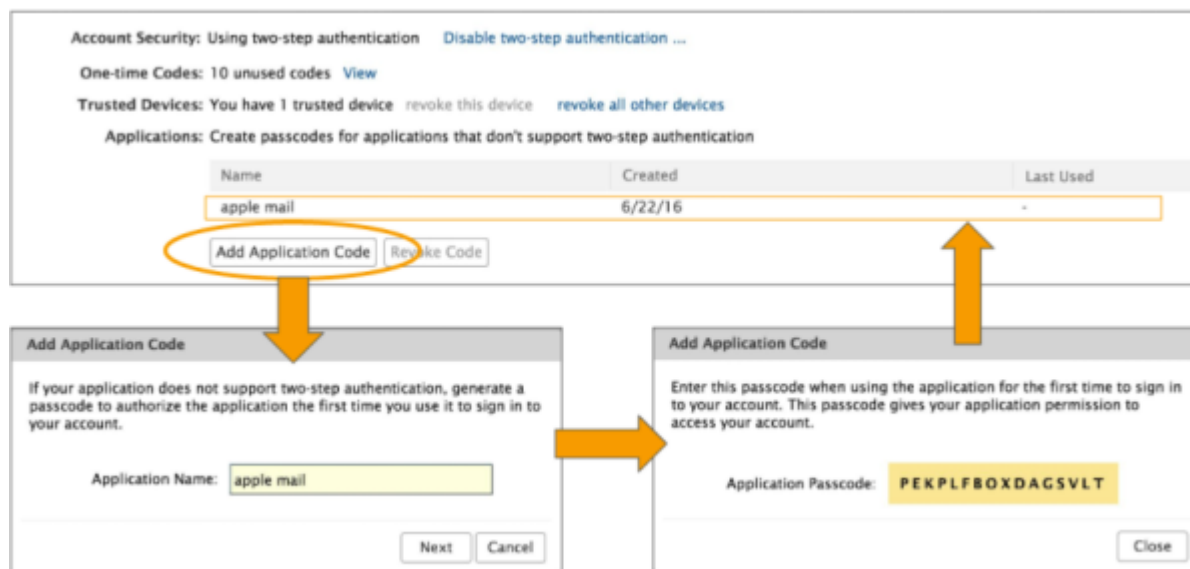 Account Security: Using two-step authentication Disable two-step authentication ...
One-time Codes: 10 unused codes View
Trusted Devices: You have 1 trusted device revoke this device revoke all other devices
Applications: Create passcodes for applications that don't support two-step authentication
Name Created Last Used
apple mail 6/22/16 -
Add Application Code Revoke Code
Add Application Code
If your application does not support two-step authentication, generate a
passcode to authorize the application the first time you use it to sign in to
your account.
Application Name: apple mail
Next Cancel
Add Application Code
Enter this passcode when using the application for the first time to sign in
to your account. This passcode gives your application permission to
access your account.
Application Passcode: PEKPLFBOXDAGSVLT
Close